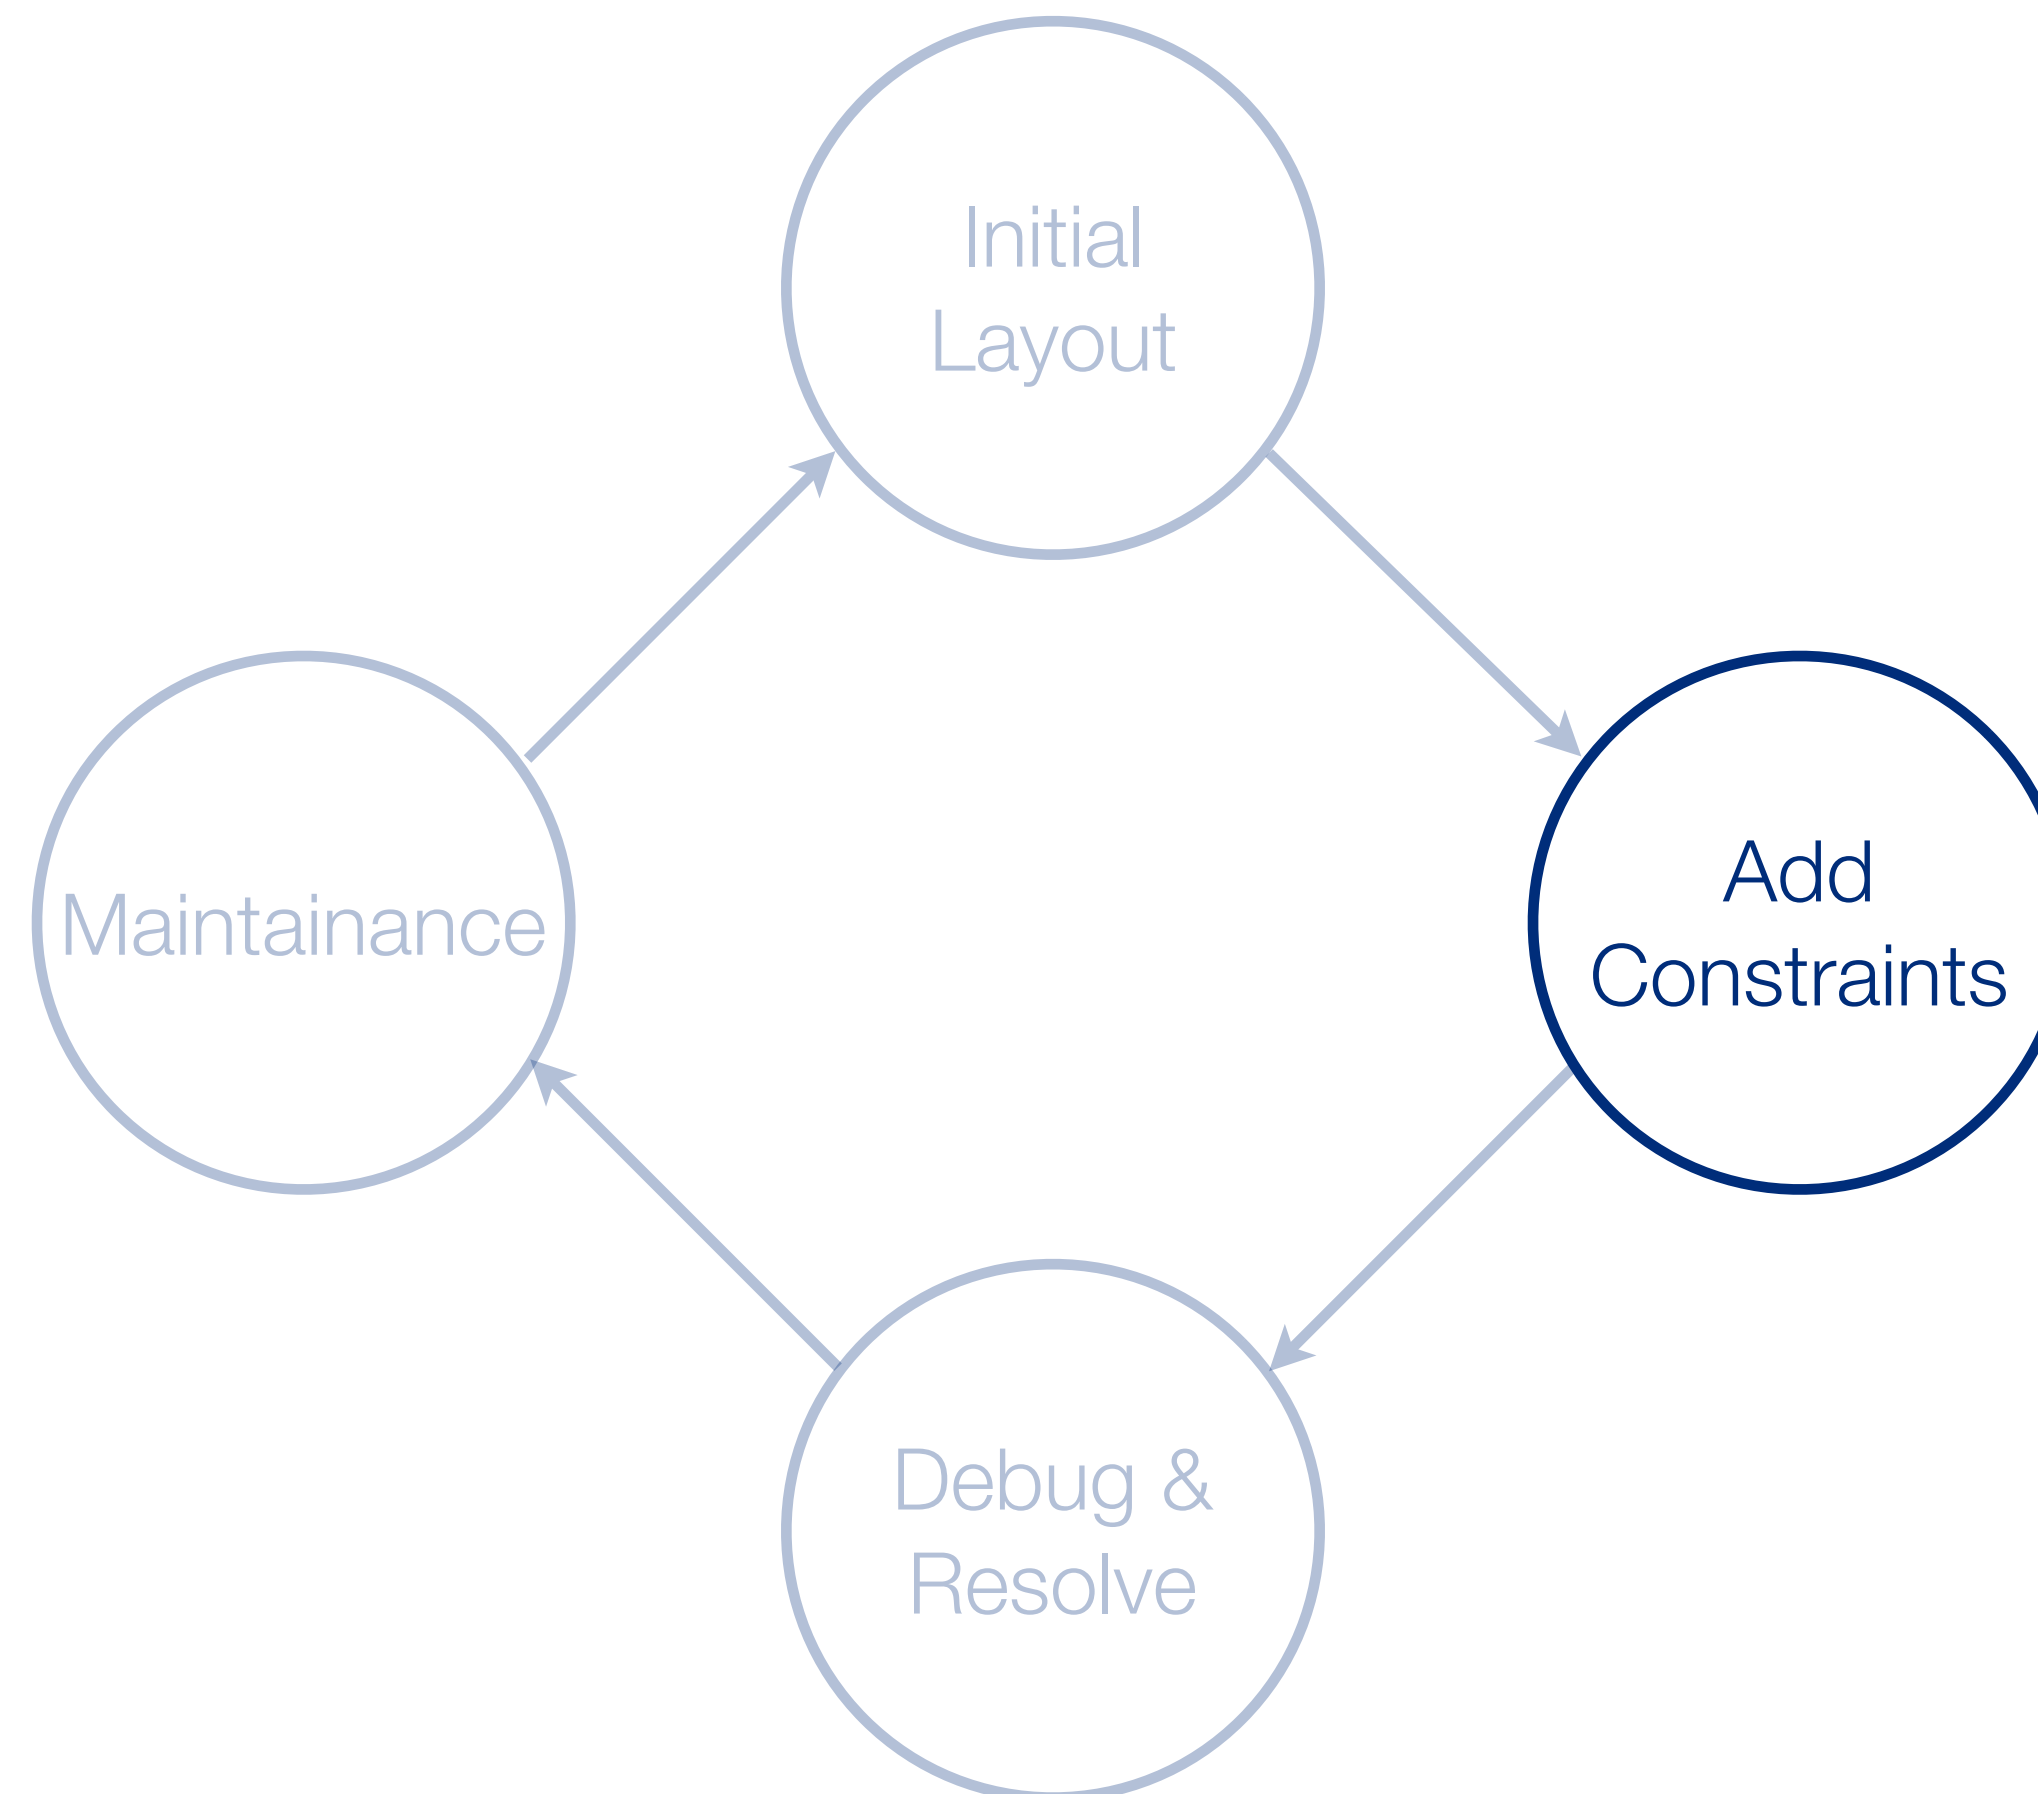 Initial
Layout
Add
Constraints
Maintainance
Debug &
Resolve